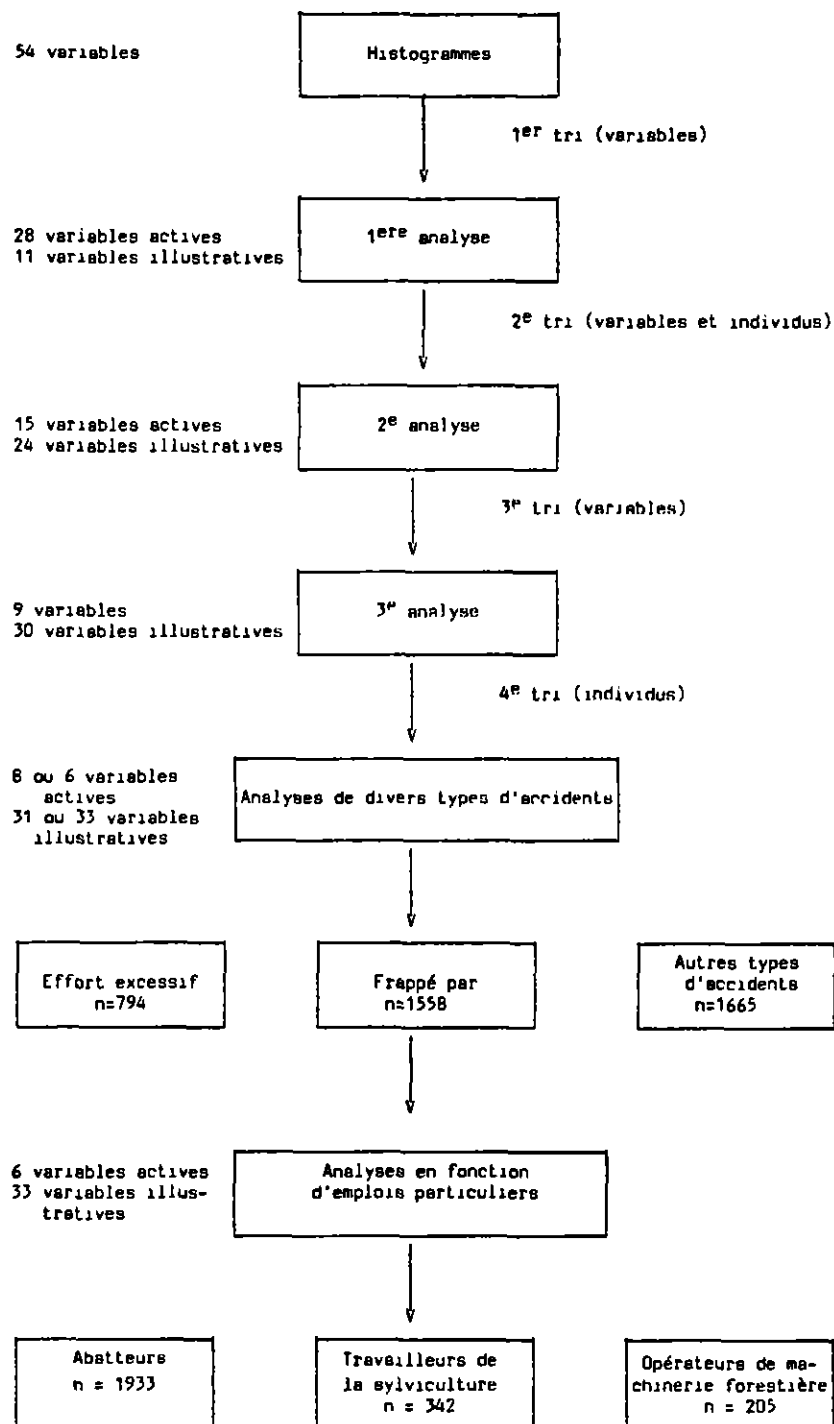 54 variables
Histogrammes
1er tri (variables)
28 variables actives
11 variables illustratives
1ere analyse
2e tri (variables et individus)
15 variables actives
24 variables illustratives
2e analyse
3e tri (variables)
9 variables
30 variables illustratives
3e analyse
4e tri (individus)
8 ou 6 variables
actives
31 ou 33 variables
illustratives
Analyses de divers types d'accidents
Effort excessif
n=794
Frappé par
n=1558
Autres types
d'accidents
n=1665
6 variables actives
33 variables illus-
tratives
Analyses en fonction
d'emplois particuliers
Abatteurs
n = 1933
Travailleurs de
la sylviculture
n = 342
Opérateurs de ma-
chinerie forestière
n = 205